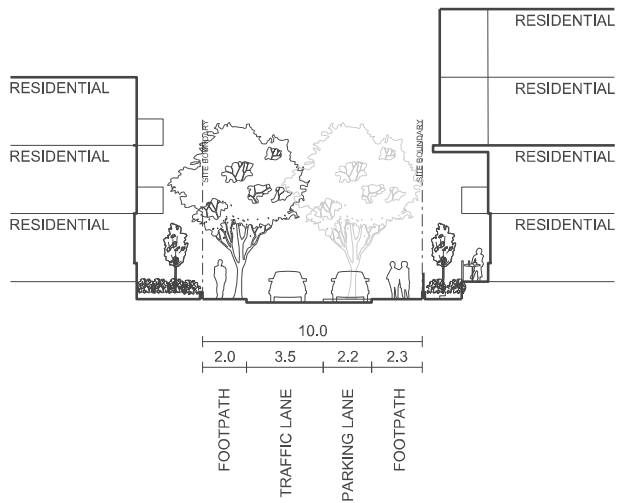 RESIDENTIAL
RESIDENTIAL
RESIDENTIAL
RESIDENTIAL
RESIDENTIAL
RESIDENTIAL
RESIDENTIAL
SITE BOUNDARY
SITE BOUNDARY
10.0
2.0 3.5 2.2 2.3
FOOTPATH
TRAFFIC LANE
PARKING LANE
FOOTPATH